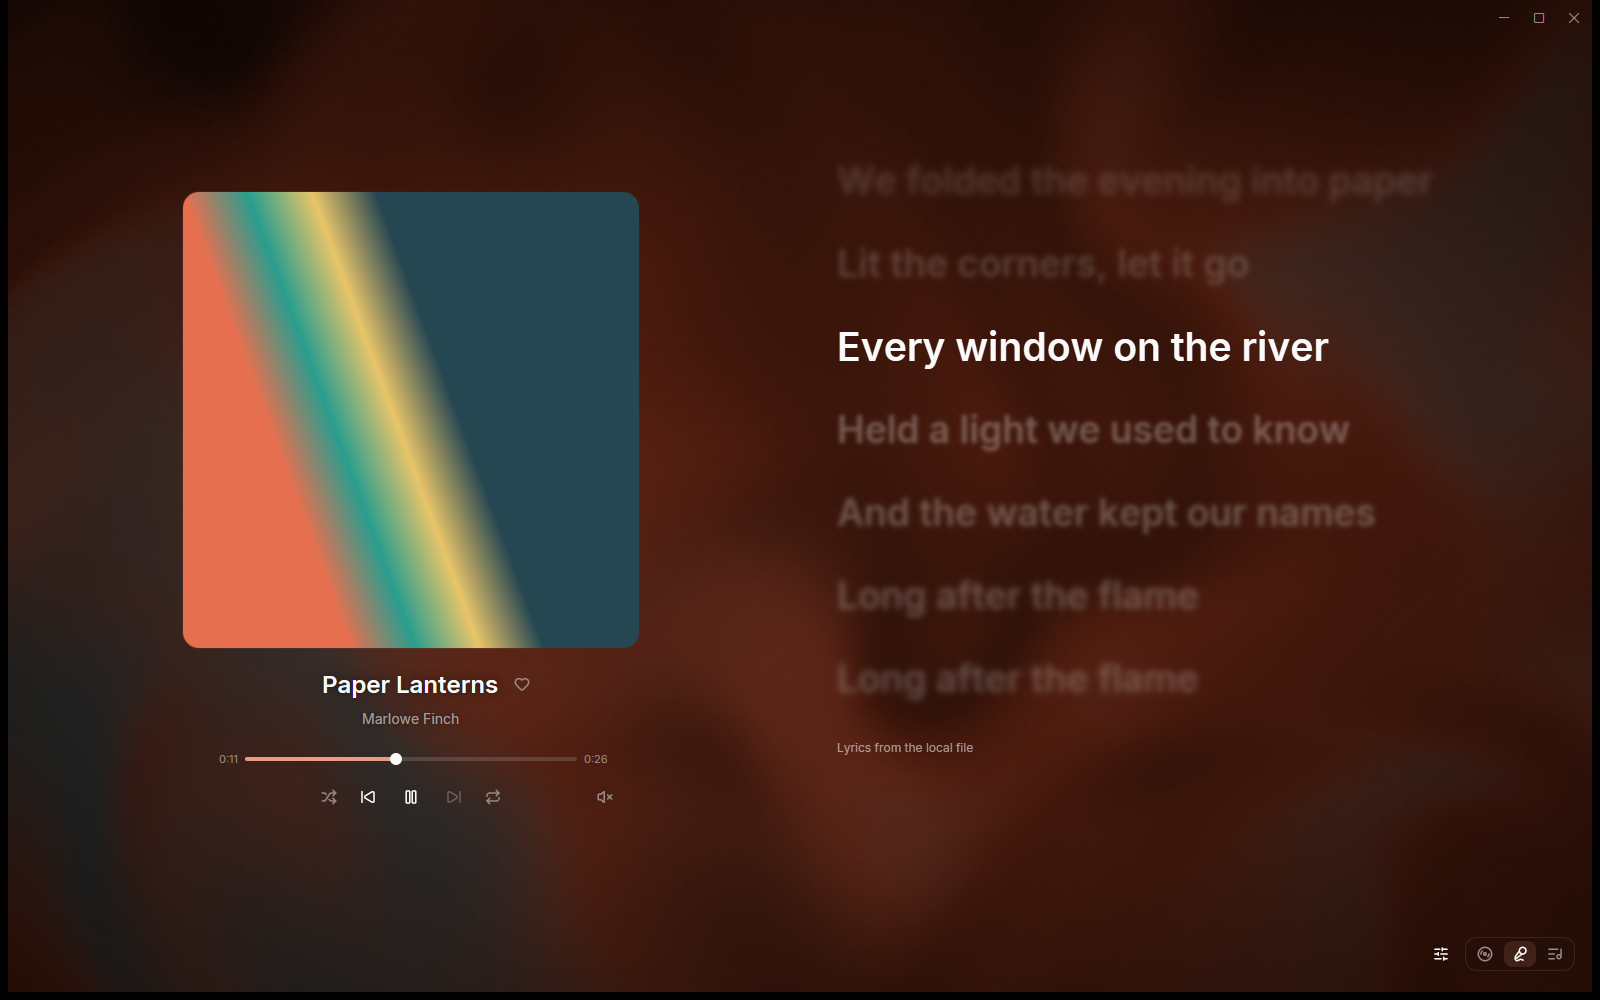 We folded the evening into paper
Lit the corners, let it go
Every window on the river
Held a light we used to know
And the water kept our names
Long after the flame
Long after the flame
Lyrics from the local file
Paper Lanterns
Marlowe Finch
0:11
0:26